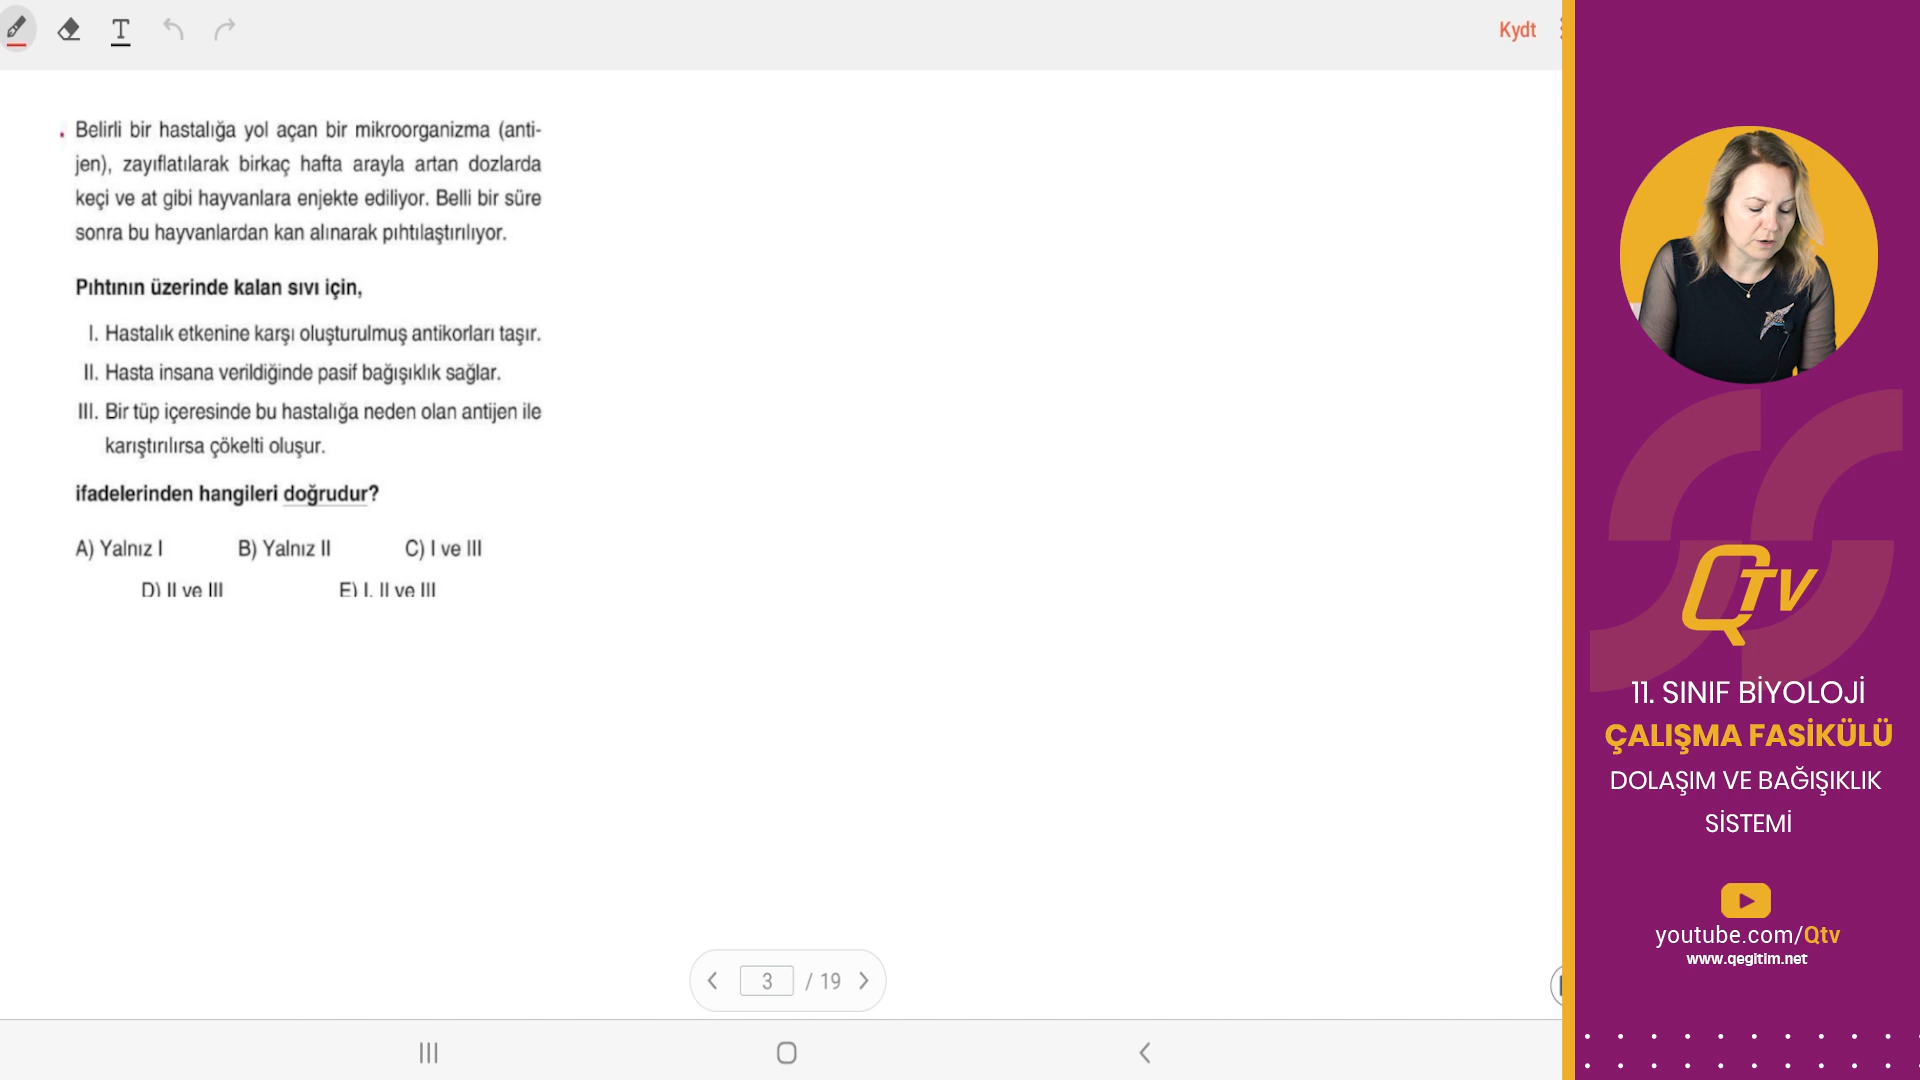 T
Kydt
Belirli bir hastalığa yol açan bir mikroorganizma (anti-
jen), zayıflatılarak birkaç hafta arayla artan dozlarda
keçi ve at gibi hayvanlara enjekte ediliyor. Belli bir süre
sonra bu hayvanlardan kan alınarak pıhtılaştırılıyor.
Pıhtının üzerinde kalan sıvı için,
I. Hastalık etkenine karşı oluşturulmuş antikorları taşır.
II. Hasta insana verildiğinde pasif bağışıklık sağlar.
III. Bir tüp içeresinde bu hastalığa neden olan antijen ile
karıştırılırsa çökelti oluşur.
ifadelerinden hangileri doğrudur?
A) Yalnız I B) Yalnız II C) I ve III
D) II ve III E) I, II ve III
3 / 19
QTV
11. SINIF BİYOLOJİ
ÇALIŞMA FASİKÜLÜ
DOLAŞIM VE BAĞIŞIKLIK
SİSTEMİ
youtube.com/Qtv
www.qegitim.net